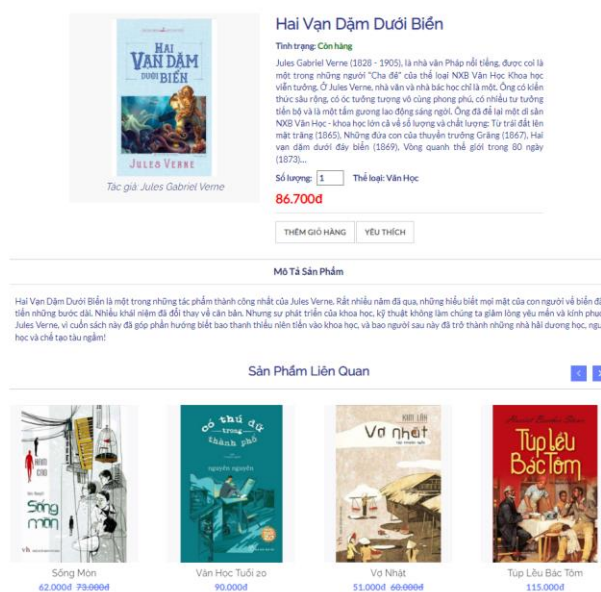 Hai Vạn Dặm Dưới Biển
Tình trạng: Còn hàng
Jules Gabriel Verne (1828 - 1905), là nhà văn Pháp nổi tiếng, được coi là
một trong những người "Cha đẻ" của thể loại NXB Văn Học Khoa học
viễn tưởng. Ở Jules Verne, nhà văn và nhà bác học chỉ là một. Ông có kiến
thức sâu rộng, có óc tưởng tượng vô cùng phong phú, có nhiều tư tưởng
tiến bộ và là một tấm gương lao động sáng ngời. Ông đã để lại một di sản
NXB Văn Học - khoa học lớn cả về số lượng và chất lượng: Từ trái đất lên
mặt trăng (1865), Những đứa con của thuyền trưởng Grăng (1867), Hai
vạn dặm dưới đáy biển (1869), Vòng quanh thế giới trong 80 ngày
(1873)...
HAI
VẠN DẶM
DƯỚI BIỂN
JULES VERNE
Tác giả: Jules Gabriel Verne
Số lượng: 1 Thể loại: Văn Học
86.700đ
THÊM GIỎ HÀNG YÊU THÍCH
Mô Tả Sản Phẩm
Hai Vạn Dặm Dưới Biển là một trong những tác phẩm thành công nhất của Jules Verne. Rất nhiều năm đã qua, những hiểu biết mọi mặt của con người về biển đã
tiến những bước dài. Nhiều khái niệm đã đổi thay về căn bản. Nhưng sự phát triển của khoa học, kỹ thuật không làm chúng ta giảm lòng yêu mến và kính phục
Jules Verne, vì cuốn sách này đã góp phần hướng biết bao thanh thiếu niên tiến vào khoa học, và bao người sau này đã trở thành những nhà hải dương học, ngư
học và chế tạo tàu ngầm!
Sản Phẩm Liên Quan
NAM
CAO
Sống
mòn
có thú dữ
trong
thành phố
nguyên nguyên
KIM LÂN
Vợ nhặt
Túp lều
Bác Tôm
Sống Mòn Văn Học Tuổi 20 Vợ Nhặt Túp Lều Bác Tôm
62.000đ 73.000đ 90.000đ 51.000đ 60.000đ 115.000đ